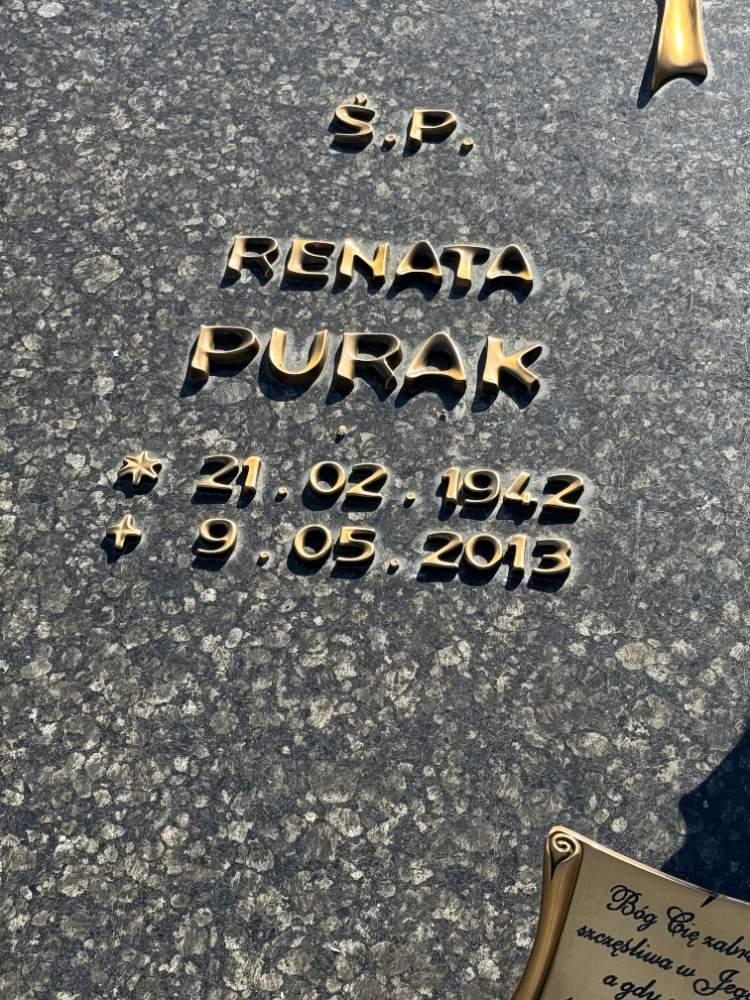 Ś.P.
RENATA
PURAK
* 21.02.1942
+ 9.05.2013
Bóg Cię
szczęśliwa w
a gdy